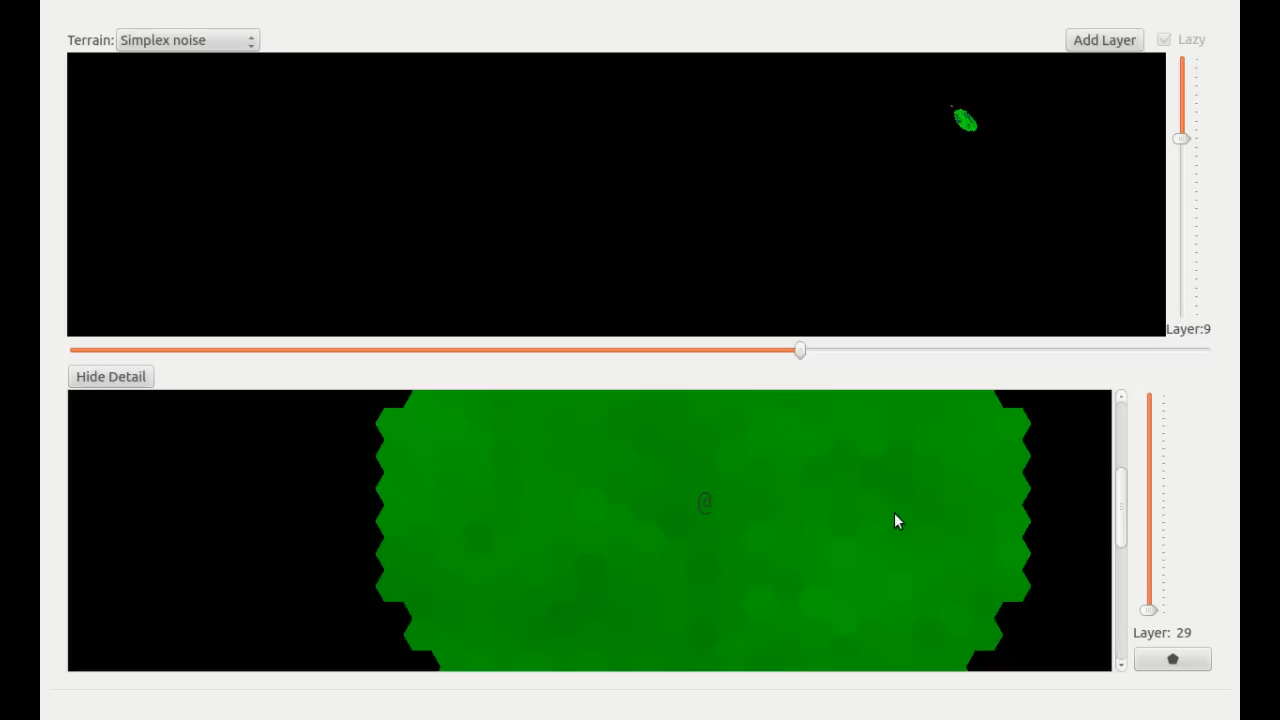 Terrain: Simplex noise Add Layer Lazy
Layer:9
Hide Detail
@
Layer: 29